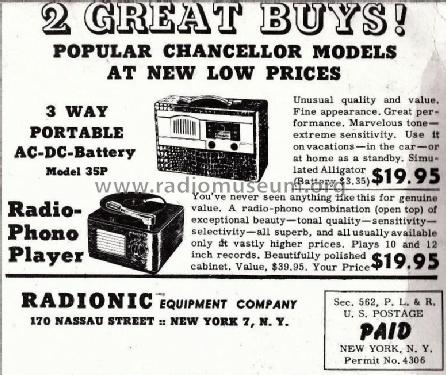 2 GREAT BUYS!
POPULAR CHANCELLOR MODELS
AT NEW LOW PRICES
3 WAY
PORTABLE
AC-DC-Battery
Model 35P
Unusual quality and value.
Fine appearance. Great per-
formance. Marvelous tone—
extreme sensitivity. Use it
on vacations—in the car—or
at home as a standby. Simu-
lated Alligator
(Battery $3.35) $19.95
www.radiomuseum.org
Radio-
Phono
Player
You've never seen anything like this for genuine
value. A radio-phono combination (open top) of
exceptional beauty—tonal quality—sensitivity—
selectivity—all superb, and all usually available
only at vastly higher prices. Plays 10 and 12
inch records. Beautifully polished
cabinet. Value, $39.95. Your Price $19.95
RADIONIC EQUIPMENT COMPANY
170 NASSAU STREET :: NEW YORK 7, N. Y.
Sec. 562, P. L. & R.
U. S. POSTAGE
PAID
NEW YORK, N. Y.
Permit No. 4306